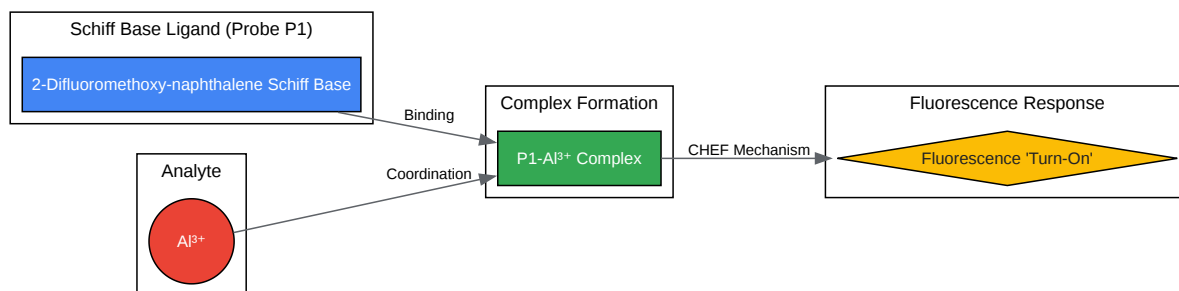 Schiff Base Ligand (Probe P1)
2-Difluoromethoxy-naphthalene Schiff Base
Binding
Analyte
Al³⁺
Coordination
Complex Formation
P1-Al³⁺ Complex
CHEF Mechanism
Fluorescence Response
Fluorescence 'Turn-On'